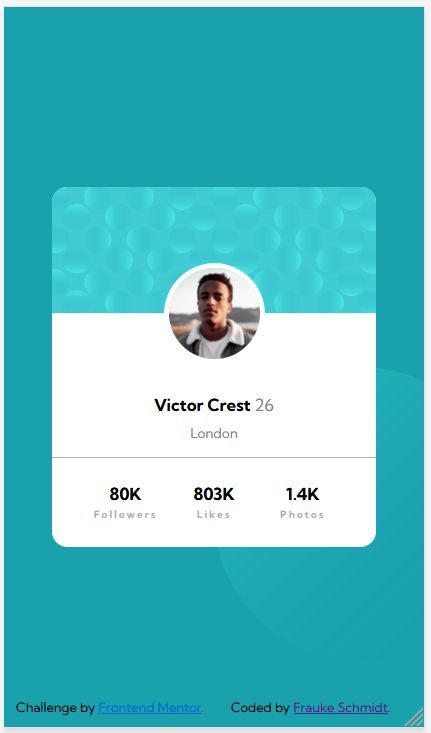 Victor Crest 26
London
80K 803K 1.4K
Followers Likes Photos
Challenge by Frontend Mentor. Coded by Frauke Schmidt.